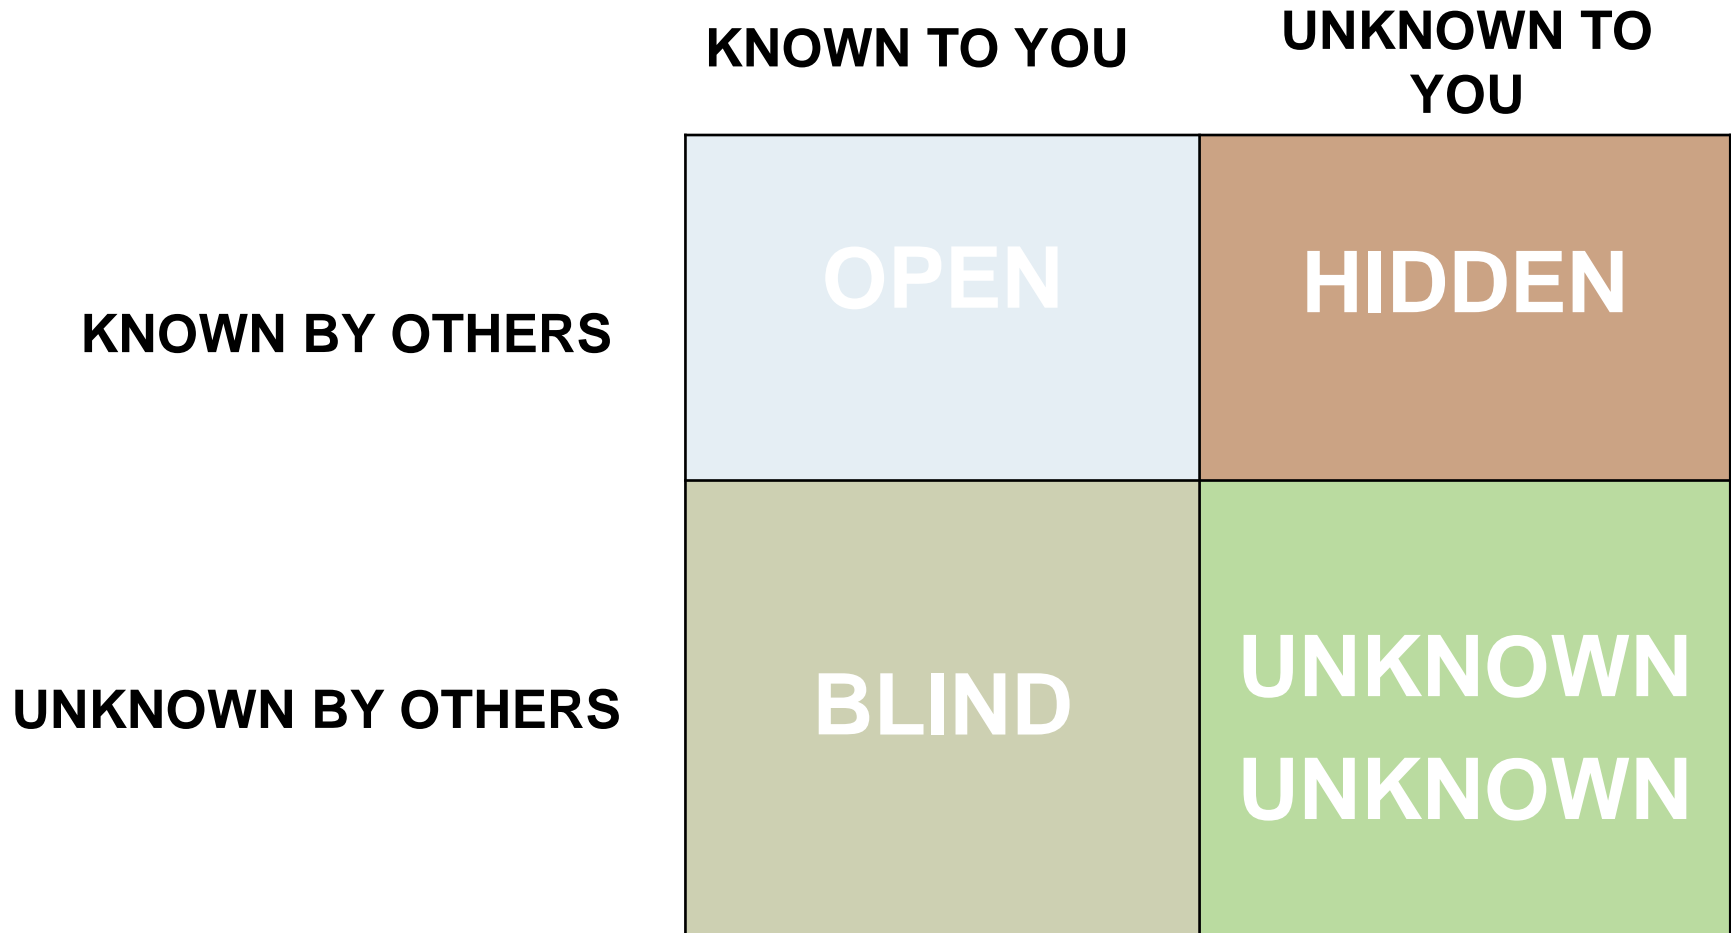 KNOWN TO YOU
UNKNOWN TO
YOU
KNOWN BY OTHERS
OPEN
HIDDEN
UNKNOWN BY OTHERS
BLIND
UNKNOWN
UNKNOWN